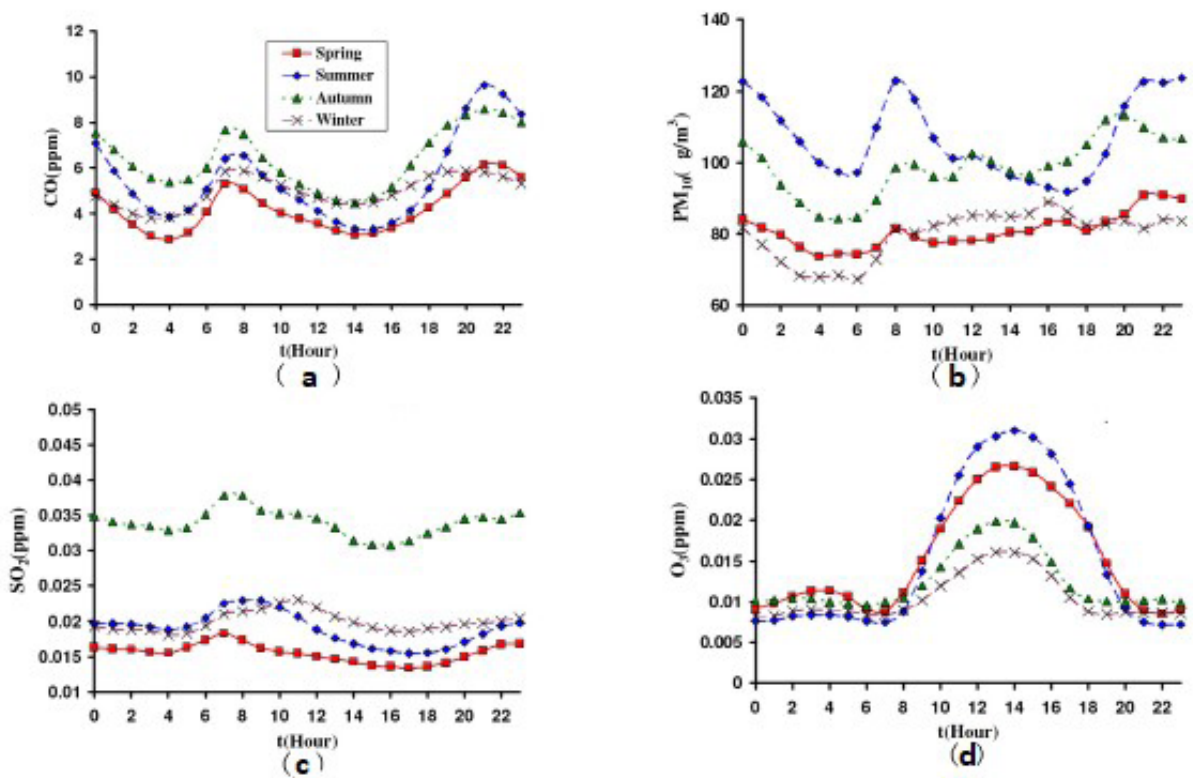 12
10
8
6
4
2
0
CO(ppm)
Spring
Summer
Autumn
Winter
0 2 4 6 8 10 12 14 16 18 20 22
t(Hour)
( a )
140
120
100
80
60
PM10( g/m3)
0 2 4 6 8 10 12 14 16 18 20 22
t(Hour)
(b)
0.05
0.045
0.04
0.035
0.03
0.025
0.02
0.015
0.01
SO2(ppm)
0 2 4 6 8 10 12 14 16 18 20 22
t(Hour)
(c)
0.035
0.03
0.025
0.02
0.015
0.01
0.005
0
O3(ppm)
0 2 4 6 8 10 12 14 16 18 20 22
t(Hour)
(d)